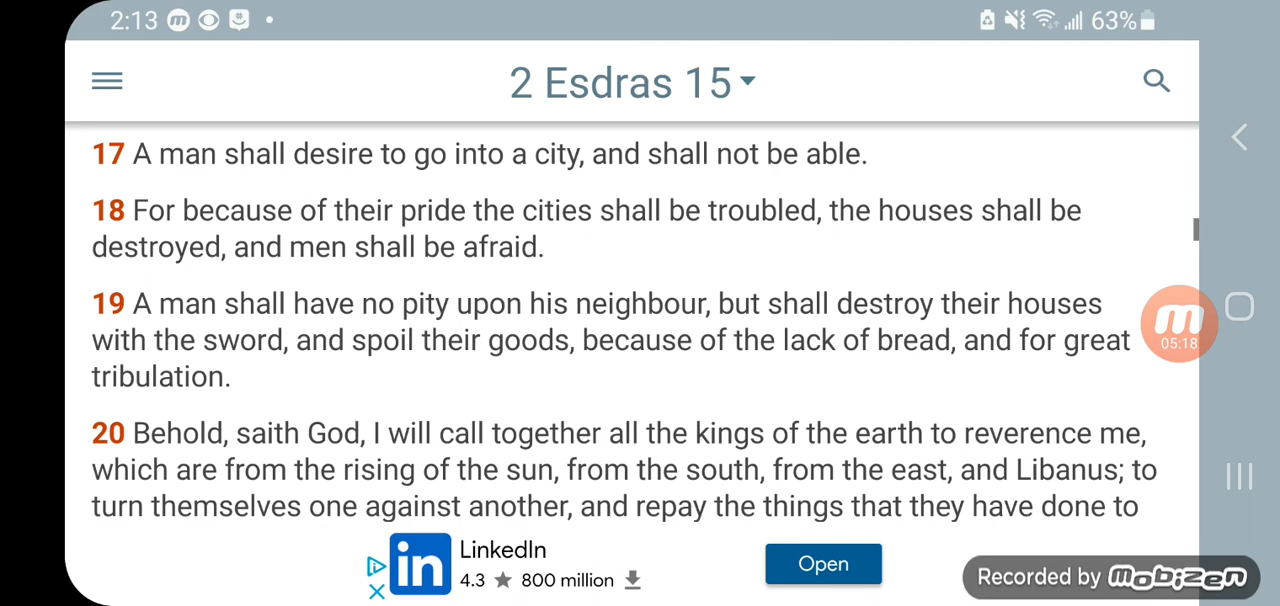 2:13 63%
2 Esdras 15
17 A man shall desire to go into a city, and shall not be able.
18 For because of their pride the cities shall be troubled, the houses shall be
destroyed, and men shall be afraid.
19 A man shall have no pity upon his neighbour, but shall destroy their houses
with the sword, and spoil their goods, because of the lack of bread, and for great
tribulation.
m
05:18
20 Behold, saith God, I will call together all the kings of the earth to reverence me,
which are from the rising of the sun, from the south, from the east, and Libanus; to
turn themselves one against another, and repay the things that they have done to
in
LinkedIn
4.3 ★ 800 million
Open
Recorded by Mobizen